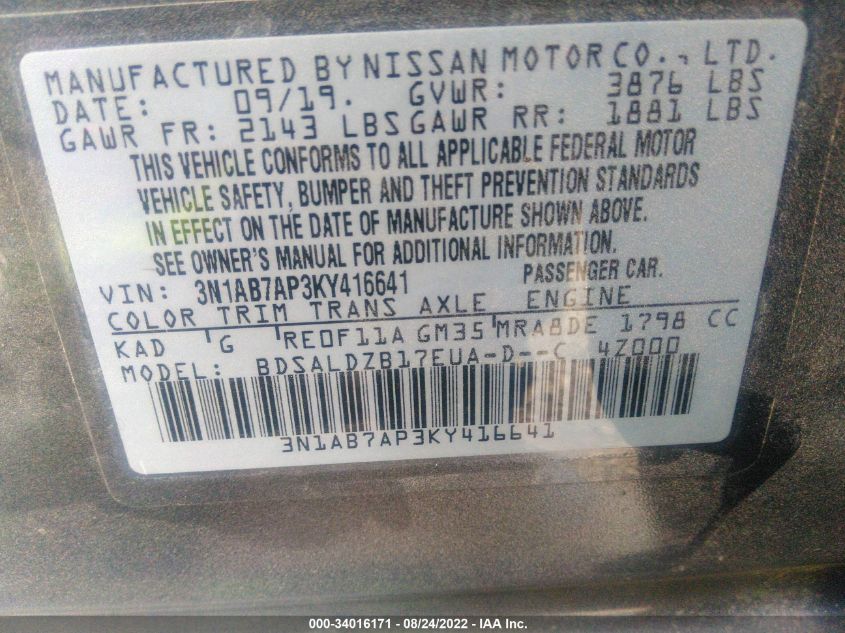 MANUFACTURED BY NISSAN MOTOR CO., LTD.
DATE: 09/19. GVWR: 3876 LBS
GAWR FR: 2143 LBS GAWR RR: 1881 LBS
THIS VEHICLE CONFORMS TO ALL APPLICABLE FEDERAL MOTOR
VEHICLE SAFETY, BUMPER AND THEFT PREVENTION STANDARDS
IN EFFECT ON THE DATE OF MANUFACTURE SHOWN ABOVE.
SEE OWNER'S MANUAL FOR ADDITIONAL INFORMATION.
VIN: 3N1AB7AP3KY416641 PASSENGER CAR.
COLOR TRIM TRANS AXLE ENGINE
KAD G RE0F11A GM35 MRA8DE 1798 CC
MODEL: BDSALDZB17EUA-D--C 4Z000
3N1AB7AP3KY416641
000-34016171 - 08/24/2022 - IAA Inc.